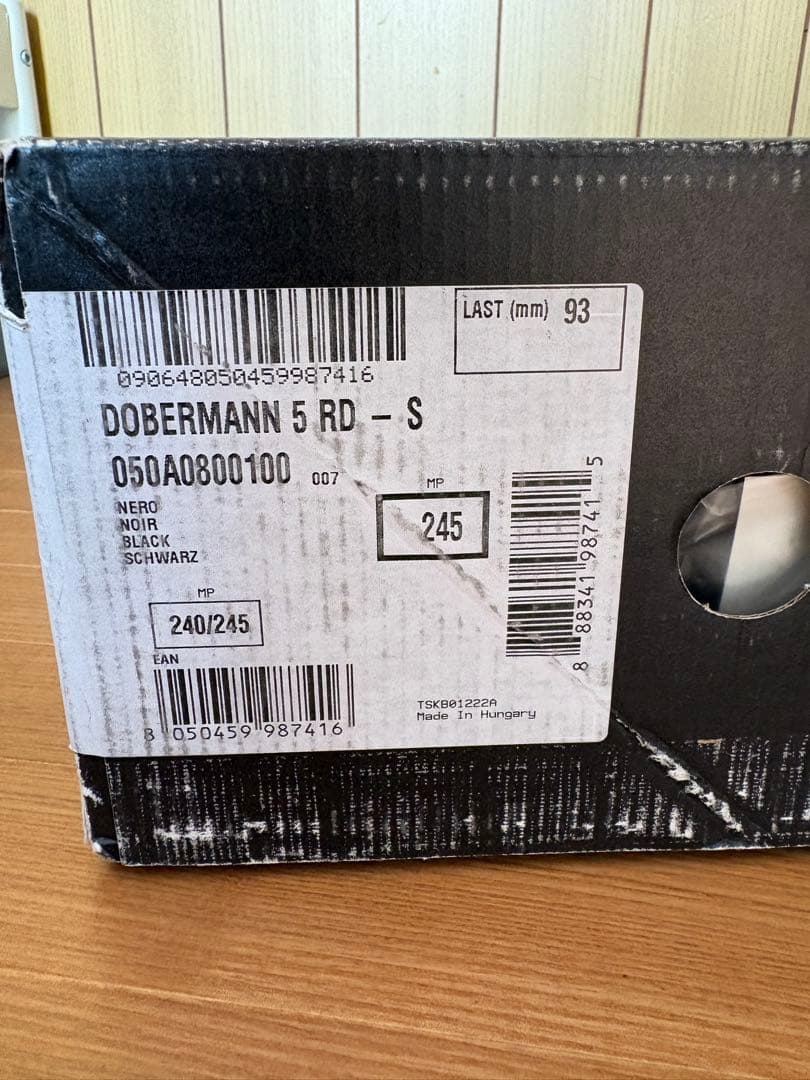 LAST (mm) 93
090648050459987416
DOBERMANN 5 RD - S
050A0800100 007
NERO
NOIR
BLACK
SCHWARZ
MP
245
MP
240/245
EAN
8 050459 987416
8 88341 98741 5
TSKB01222A
Made In Hungary